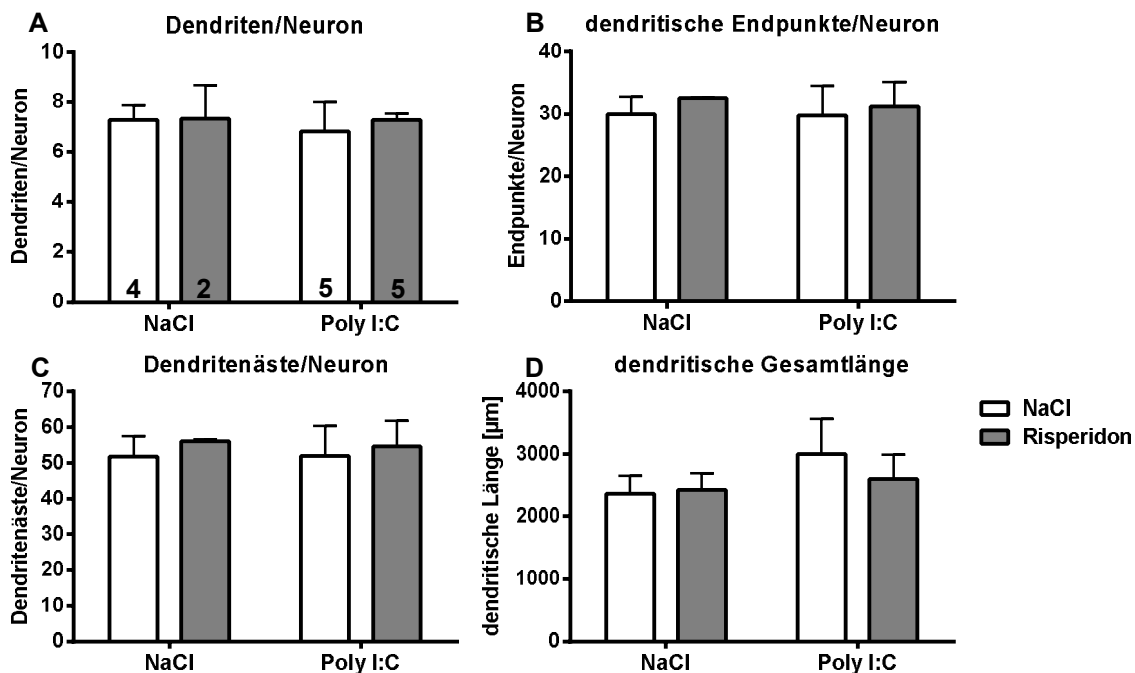 A
Dendriten/Neuron
Dendriten/Neuron
10
8
6
4
2
0
4
2
5
5
NaCl
Poly I:C
B
dendritische Endpunkte/Neuron
Endpunkte/Neuron
40
30
20
10
0
NaCl
Poly I:C
C
Dendritenäste/Neuron
Dendritenäste/Neuron
70
60
50
40
30
20
10
0
NaCl
Poly I:C
D
dendritische Gesamtlänge
dendritische Länge [µm]
4000
3000
2000
1000
0
NaCl
Poly I:C
NaCl
Risperidon